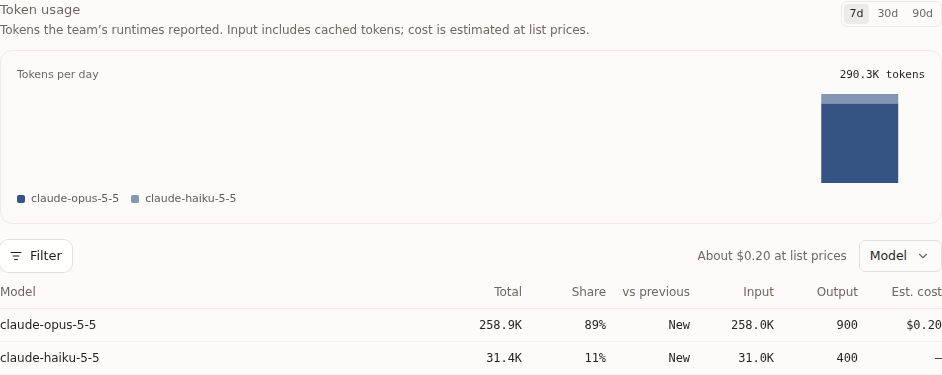 Token usage
7d 30d 90d
Tokens the team’s runtimes reported. Input includes cached tokens; cost is estimated at list prices.
Tokens per day
290.3K tokens
claude-opus-5-5 claude-haiku-5-5
Filter
About $0.20 at list prices
Model
Model Total Share vs previous Input Output Est. cost
claude-opus-5-5 258.9K 89% New 258.0K 900 $0.20
claude-haiku-5-5 31.4K 11% New 31.0K 400 —